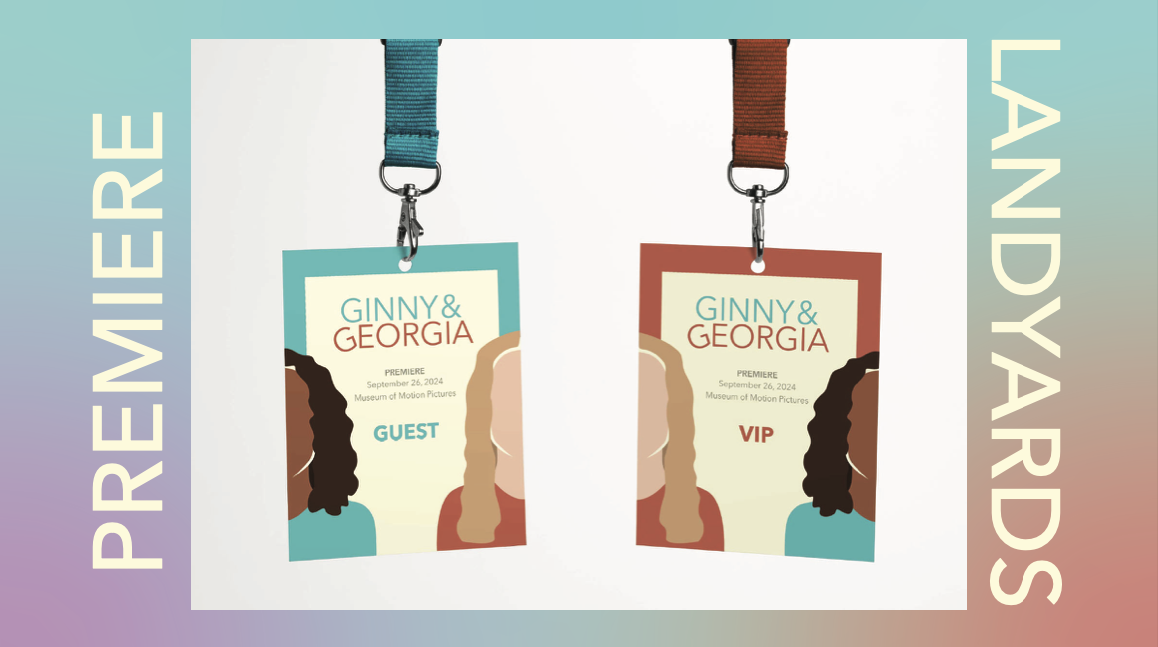 PREMIERE
GINNY&
GEORGIA
PREMIERE
September 26, 2024
Museum of Motion Pictures
GUEST
GINNY&
GEORGIA
PREMIERE
September 26, 2024
Museum of Motion Pictures
VIP
LANDYARDS